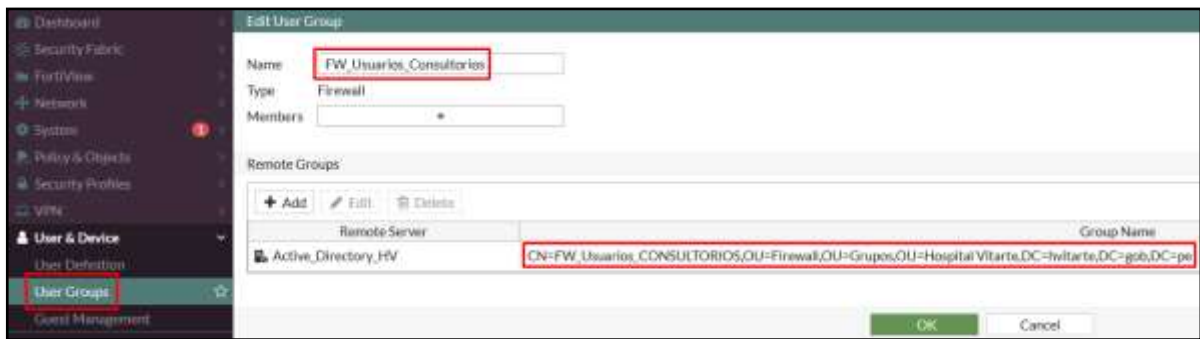 Dashboard
Security Fabric
FortiView
Network
System
1
Policy & Objects
Security Profiles
VPN
User & Device
User Definition
User Groups
Guest Management
Edit User Group
Name FW_Usuarios_Consultorios
Type Firewall
Members +
Remote Groups
+ Add Edit Delete
Remote Server Group Name
Active_Directory_HV CN=FW_Usuarios_CONSULTORIOS,OU=Firewall,OU=Grupos,OU=Hospital Vitarte,DC=hvitarte,DC=gob,DC=pe
OK Cancel